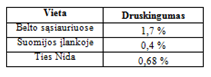 Vieta Druskingumas
Belto sąsiauriuose 1,7 %
Suomijos įlankoje 0,4 %
Ties Nida 0,68 %